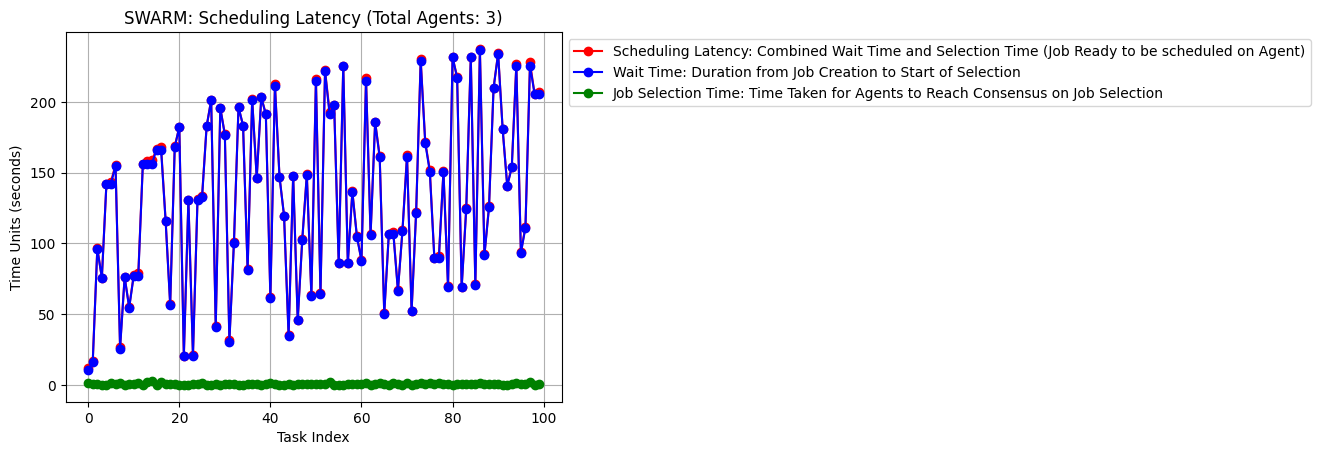 SWARM: Scheduling Latency (Total Agents: 3)
Scheduling Latency: Combined Wait Time and Selection Time (Job Ready to be scheduled on Agent)
Wait Time: Duration from Job Creation to Start of Selection
Job Selection Time: Time Taken for Agents to Reach Consensus on Job Selection
Time Units (seconds)
200
150
100
50
0
0 20 40 60 80 100
Task Index